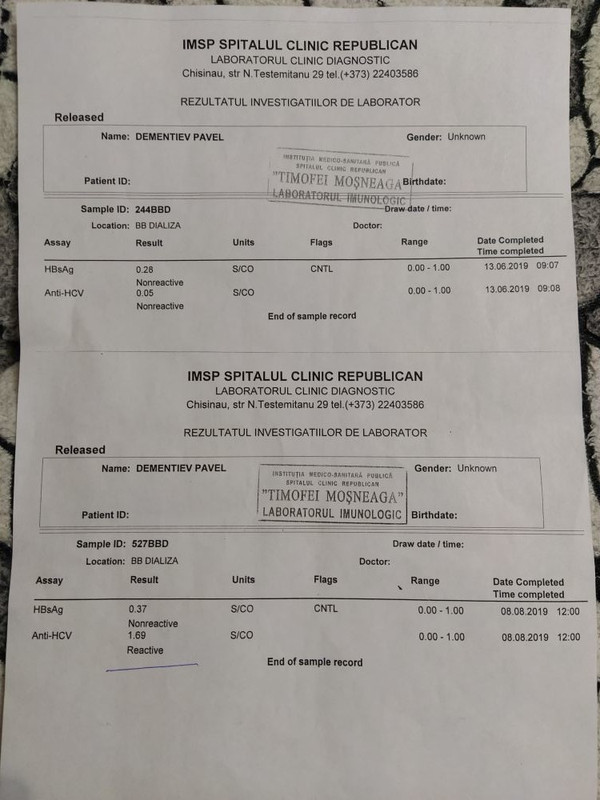 IMSP SPITALUL CLINIC REPUBLICAN
LABORATORUL CLINIC DIAGNOSTIC
Chisinau, str N.Testemitanu 29 tel.(+373) 22403586
REZULTATUL INVESTIGATIILOR DE LABORATOR
Released
Name: DEMENTIEV PAVEL Gender: Unknown
INSTITUȚIA MEDICO-SANITARĂ PUBLICĂ
SPITALUL CLINIC REPUBLICAN
"TIMOFEI MOȘNEAGA"
LABORATORUL IMUNOLOGIC
Patient ID: Birthdate:
Sample ID: 244BBD Draw date / time:
Location: BB DIALIZA Doctor:
Assay Result Units Flags Range Date Completed
Time completed
HBsAg 0.28 S/CO CNTL 0.00 - 1.00 13.06.2019 09:07
Nonreactive
Anti-HCV 0.05 S/CO 0.00 - 1.00 13.06.2019 09:08
Nonreactive
End of sample record
IMSP SPITALUL CLINIC REPUBLICAN
LABORATORUL CLINIC DIAGNOSTIC
Chisinau, str N.Testemitanu 29 tel.(+373) 22403586
REZULTATUL INVESTIGATIILOR DE LABORATOR
Released
Name: DEMENTIEV PAVEL Gender: Unknown
INSTITUȚIA MEDICO-SANITARĂ PUBLICĂ
SPITALUL CLINIC REPUBLICAN
"TIMOFEI MOȘNEAGA"
LABORATORUL IMUNOLOGIC
Patient ID: Birthdate:
Sample ID: 527BBD Draw date / time:
Location: BB DIALIZA Doctor:
Assay Result Units Flags Range Date Completed
Time completed
HBsAg 0.37 S/CO CNTL 0.00 - 1.00 08.08.2019 12:00
Nonreactive
Anti-HCV 1.69 S/CO 0.00 - 1.00 08.08.2019 12:00
Reactive
End of sample record